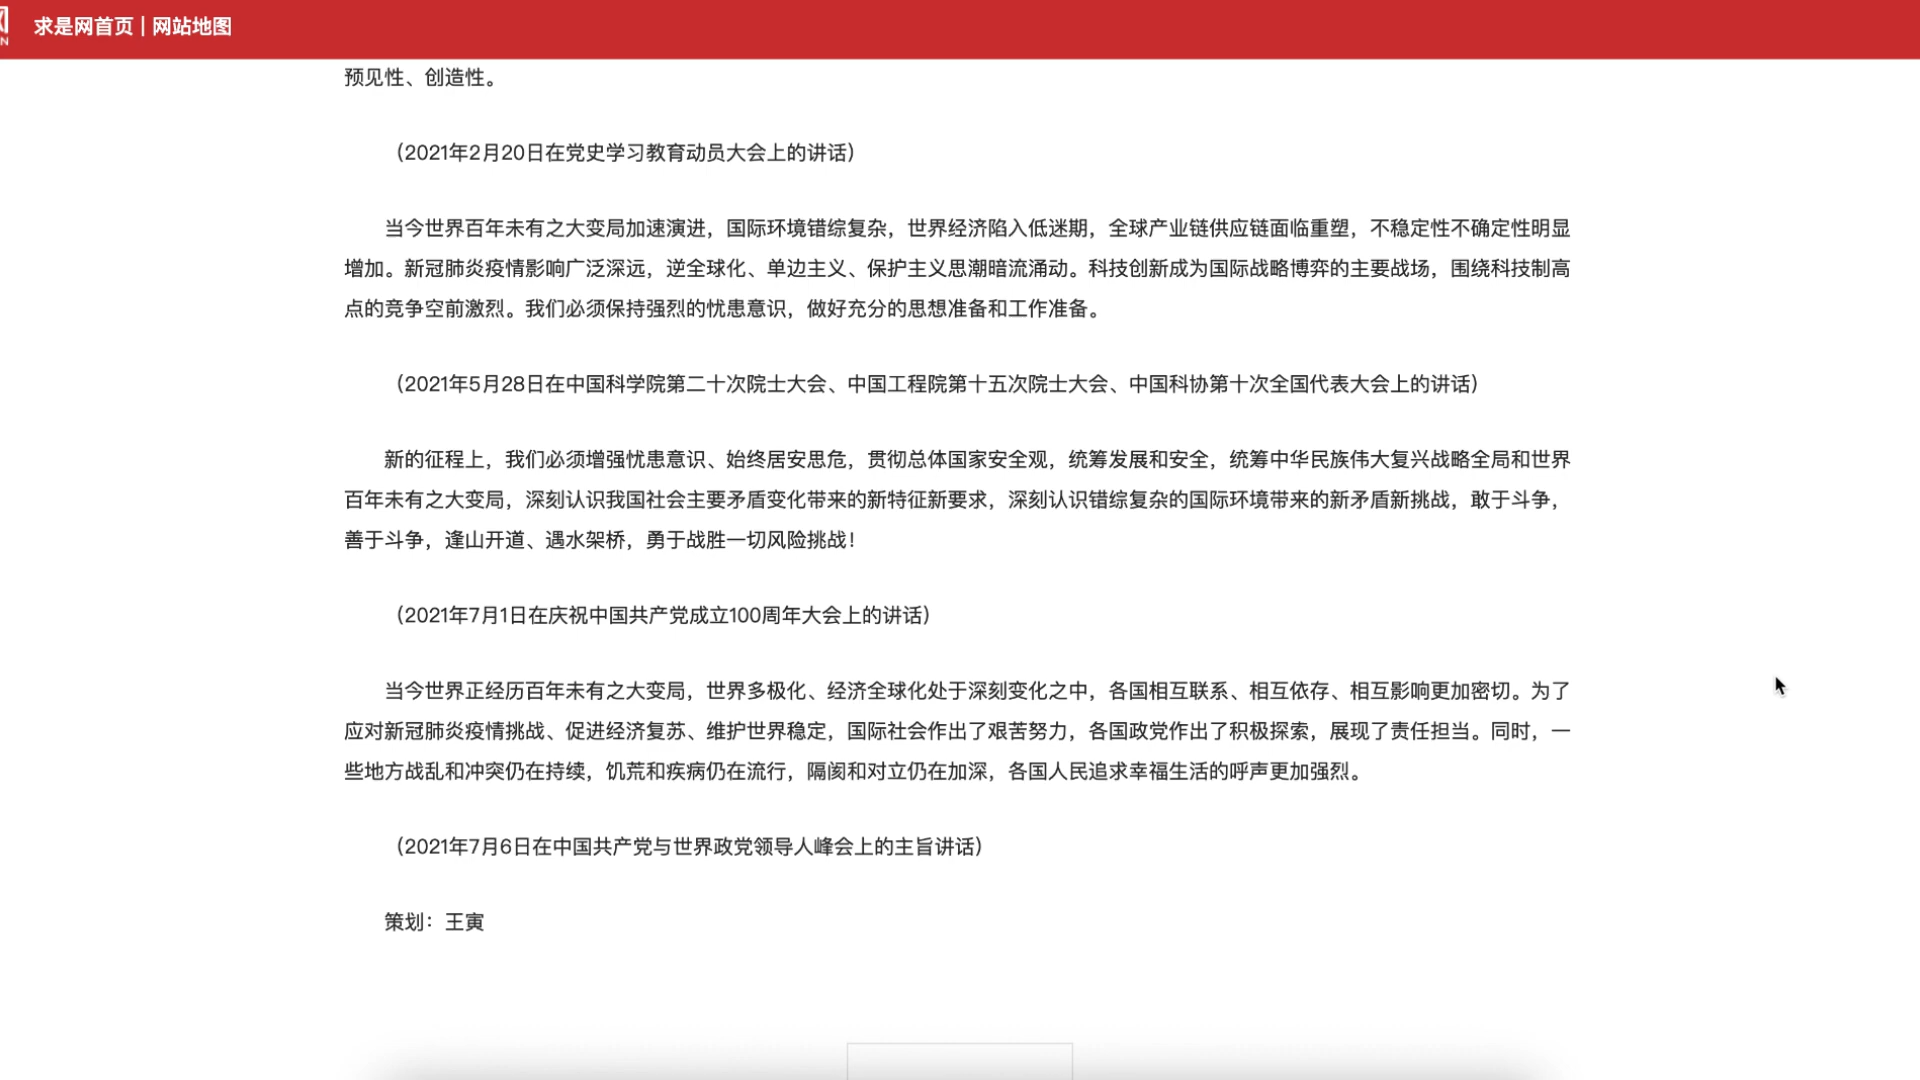 求是网首页 | 网站地图
预见性、创造性。
（2021年2月20日在党史学习教育动员大会上的讲话）
当今世界百年未有之大变局加速演进，国际环境错综复杂，世界经济陷入低迷期，全球产业链供应链面临重塑，不稳定性不确定性明显
增加。新冠肺炎疫情影响广泛深远，逆全球化、单边主义、保护主义思潮暗流涌动。科技创新成为国际战略博弈的主要战场，围绕科技制高
点的竞争空前激烈。我们必须保持强烈的忧患意识，做好充分的思想准备和工作准备。
（2021年5月28日在中国科学院第二十次院士大会、中国工程院第十五次院士大会、中国科协第十次全国代表大会上的讲话）
新的征程上，我们必须增强忧患意识、始终居安思危，贯彻总体国家安全观，统筹发展和安全，统筹中华民族伟大复兴战略全局和世界
百年未有之大变局，深刻认识我国社会主要矛盾变化带来的新特征新要求，深刻认识错综复杂的国际环境带来的新矛盾新挑战，敢于斗争，
善于斗争，逢山开道、遇水架桥，勇于战胜一切风险挑战！
（2021年7月1日在庆祝中国共产党成立100周年大会上的讲话）
当今世界正经历百年未有之大变局，世界多极化、经济全球化处于深刻变化之中，各国相互联系、相互依存、相互影响更加密切。为了
应对新冠肺炎疫情挑战、促进经济复苏、维护世界稳定，国际社会作出了艰苦努力，各国政党作出了积极探索，展现了责任担当。同时，一
些地方战乱和冲突仍在持续，饥荒和疾病仍在流行，隔阂和对立仍在加深，各国人民追求幸福生活的呼声更加强烈。
（2021年7月6日在中国共产党与世界政党领导人峰会上的主旨讲话）
策划：王寅